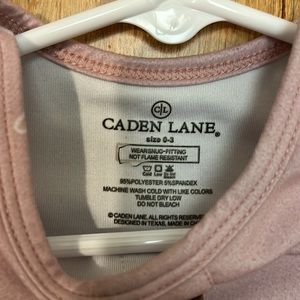 CL
CADEN LANE®
size 0-3
WEAR SNUG-FITTING
NOT FLAME RESISTANT
Cold Low
95%POLYESTER 5%SPANDEX
MACHINE WASH COLD WITH LIKE COLORS
TUMBLE DRY LOW
DO NOT BLEACH
© CADEN LANE. ALL RIGHTS RESERVED
DESIGNED IN TEXAS, MADE IN